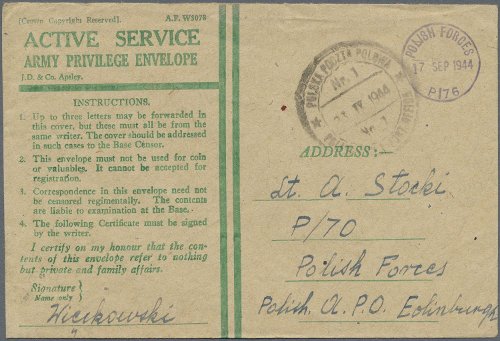 [Crown Copyright Reserved]. A.F. W3078
ACTIVE SERVICE
ARMY PRIVILEGE ENVELOPE
J.D. & Co. Apsley.
INSTRUCTIONS.
1. Up to three letters may be forwarded in
this cover, but these must all be from the
same writer. The cover should be addressed
in such cases to the Base Censor.
2. This envelope must not be used for coin
or valuables. It cannot be accepted for
registration.
3. Correspondence in this envelope need not
be censored regimentally. The contents
are liable to examination at the Base.
4. The following Certificate must be signed
by the writer.
I certify on my honour that the con-
tents of this envelope refer to nothing
but private and family affairs.
Signature
Name only
Więckowski
POLSKA POCZTA POLOWA
Nr. 1
1944
Nr. 1
POLISH FORCES
17 SEP 1944
P/76
ADDRESS:—
Lt. A. Stocki
P/70
Polish Forces
Polish. A.P.O. Edinburgh